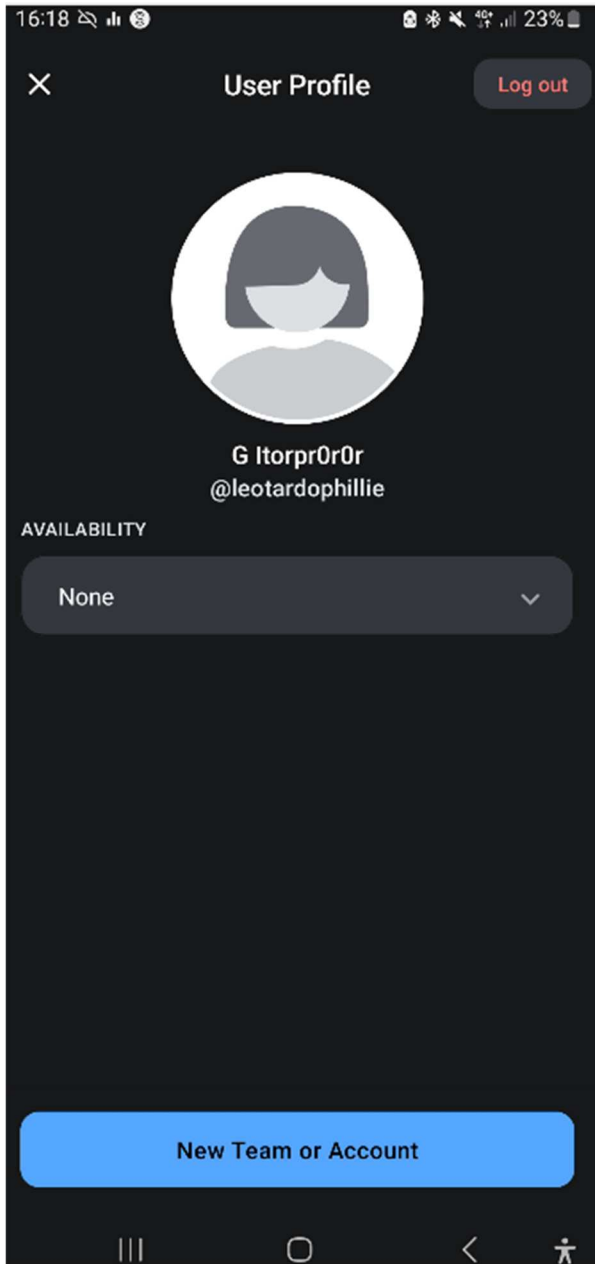 16:18 23%
User Profile
Log out
G Itorpr0r0r
@leotardophillie
AVAILABILITY
None
New Team or Account